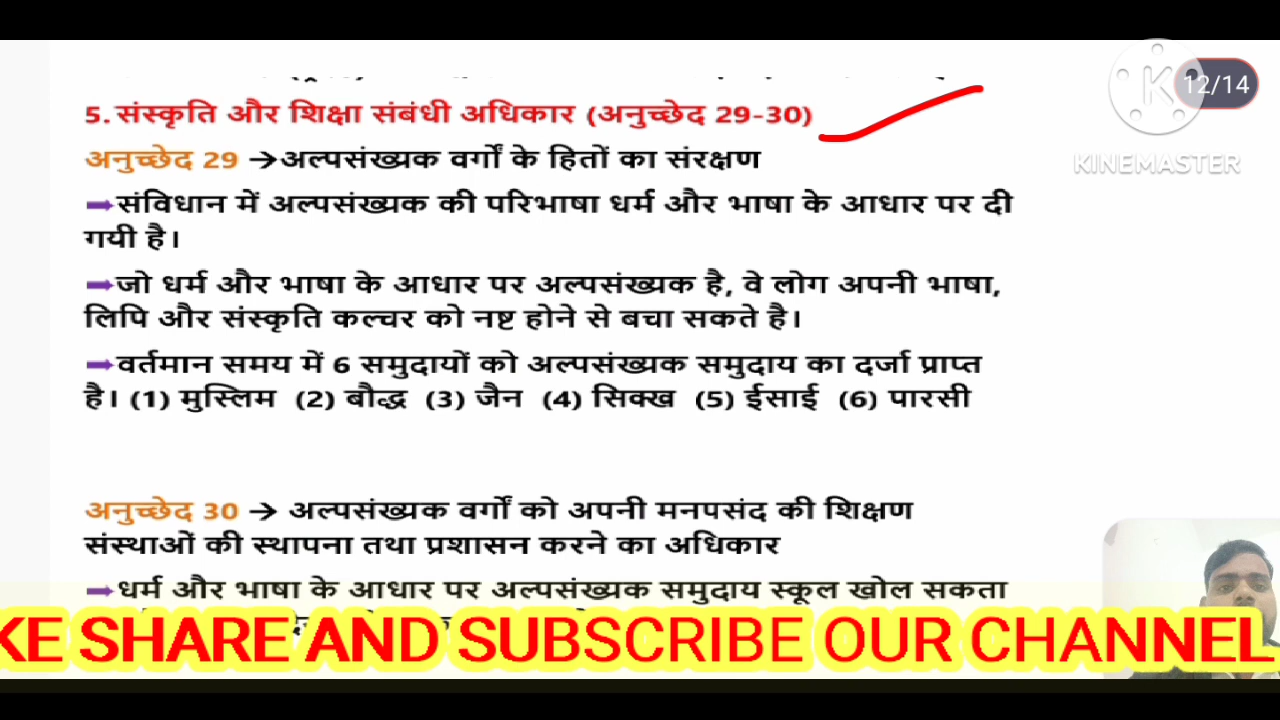 12/14
KINEMASTER
5. संस्कृति और शिक्षा संबंधी अधिकार (अनुच्छेद 29-30)
अनुच्छेद 29 →अल्पसंख्यक वर्गों के हितों का संरक्षण
➡संविधान में अल्पसंख्यक की परिभाषा धर्म और भाषा के आधार पर दी
गयी है।
➡जो धर्म और भाषा के आधार पर अल्पसंख्यक है, वे लोग अपनी भाषा,
लिपि और संस्कृति कल्चर को नष्ट होने से बचा सकते है।
➡वर्तमान समय में 6 समुदायों को अल्पसंख्यक समुदाय का दर्जा प्राप्त
है। (1) मुस्लिम (2) बौद्ध (3) जैन (4) सिक्ख (5) ईसाई (6) पारसी
अनुच्छेद 30 → अल्पसंख्यक वर्गों को अपनी मनपसंद की शिक्षण
संस्थाओं की स्थापना तथा प्रशासन करने का अधिकार
➡धर्म और भाषा के आधार पर अल्पसंख्यक समुदाय स्कूल खोल सकता
KE SHARE AND SUBSCRIBE OUR CHANNEL